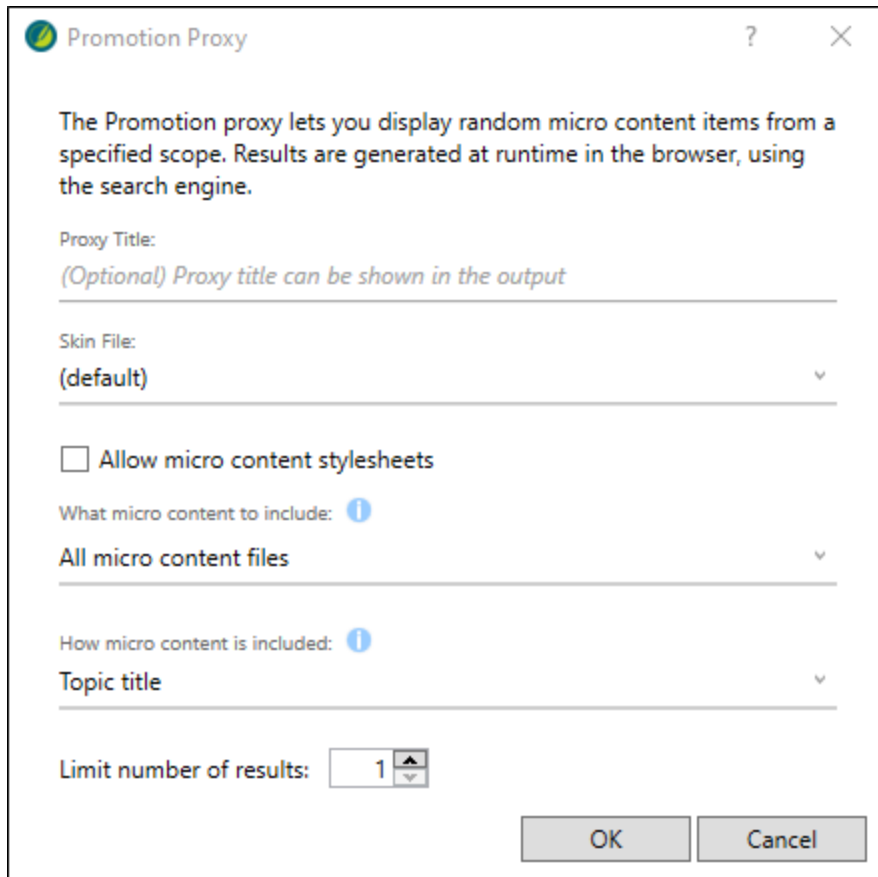 Promotion Proxy
?
The Promotion proxy lets you display random micro content items from a
specified scope. Results are generated at runtime in the browser, using
the search engine.
Proxy Title:
(Optional) Proxy title can be shown in the output
Skin File:
(default)
Allow micro content stylesheets
What micro content to include:
All micro content files
How micro content is included:
Topic title
Limit number of results: 1
OK Cancel